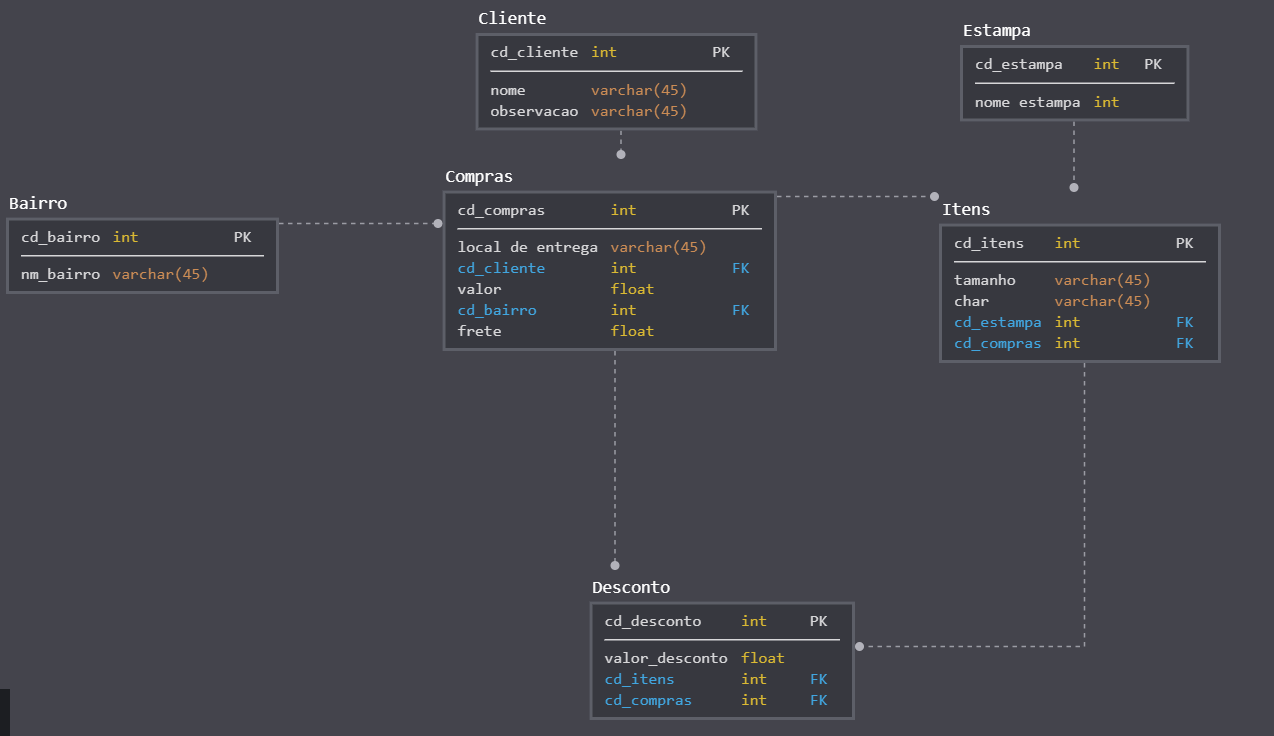 Cliente
cd_cliente int PK
nome varchar(45)
observacao varchar(45)
Estampa
cd_estampa int PK
nome estampa int
Bairro
cd_bairro int PK
nm_bairro varchar(45)
Compras
cd_compras int PK
local de entrega varchar(45)
cd_cliente int FK
valor float
cd_bairro int FK
frete float
Itens
cd_itens int PK
tamanho varchar(45)
char varchar(45)
cd_estampa int FK
cd_compras int FK
Desconto
cd_desconto int PK
valor_desconto float
cd_itens int FK
cd_compras int FK